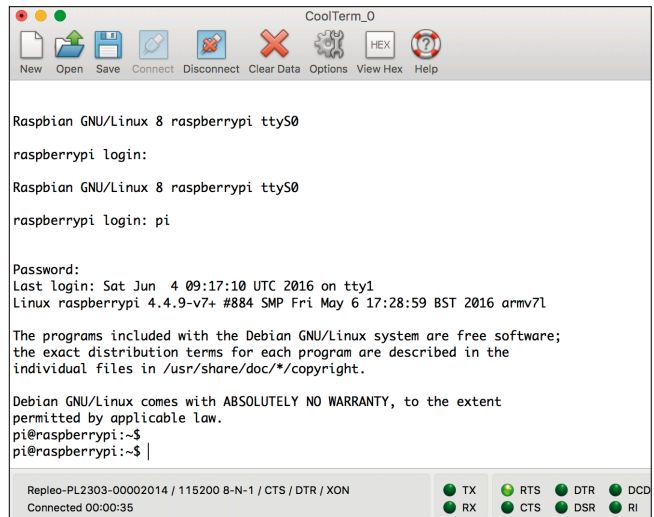 CoolTerm_0
New Open Save Connect Disconnect Clear Data Options View Hex Help
HEX
Raspbian GNU/Linux 8 raspberrypi ttyS0
raspberrypi login:
Raspbian GNU/Linux 8 raspberrypi ttyS0
raspberrypi login: pi
Password:
Last login: Sat Jun  4 09:17:10 UTC 2016 on tty1
Linux raspberrypi 4.4.9-v7+ #884 SMP Fri May 6 17:28:59 BST 2016 armv7l
The programs included with the Debian GNU/Linux system are free software;
the exact distribution terms for each program are described in the
individual files in /usr/share/doc/*/copyright.
Debian GNU/Linux comes with ABSOLUTELY NO WARRANTY, to the extent
permitted by applicable law.
pi@raspberrypi:~$
pi@raspberrypi:~$
Repleo-PL2303-00002014 / 115200 8-N-1 / CTS / DTR / XON
Connected 00:00:35
TX RTS DTR DCD
RX CTS DSR RI